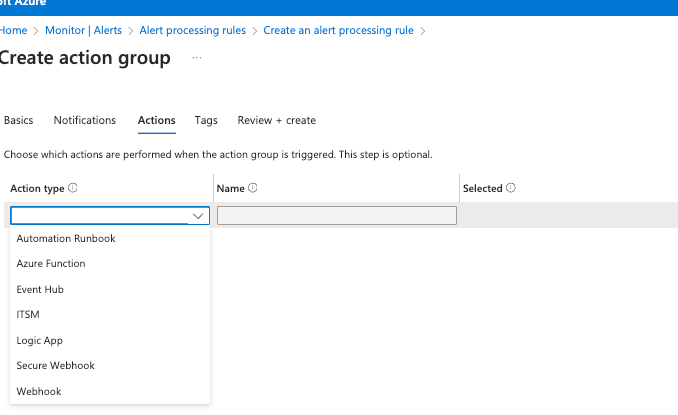 Azure
Home > Monitor | Alerts > Alert processing rules > Create an alert processing rule >
Create action group ...
Basics Notifications Actions Tags Review + create
Choose which actions are performed when the action group is triggered. This step is optional.
Action type Name Selected
Automation Runbook
Azure Function
Event Hub
ITSM
Logic App
Secure Webhook
Webhook